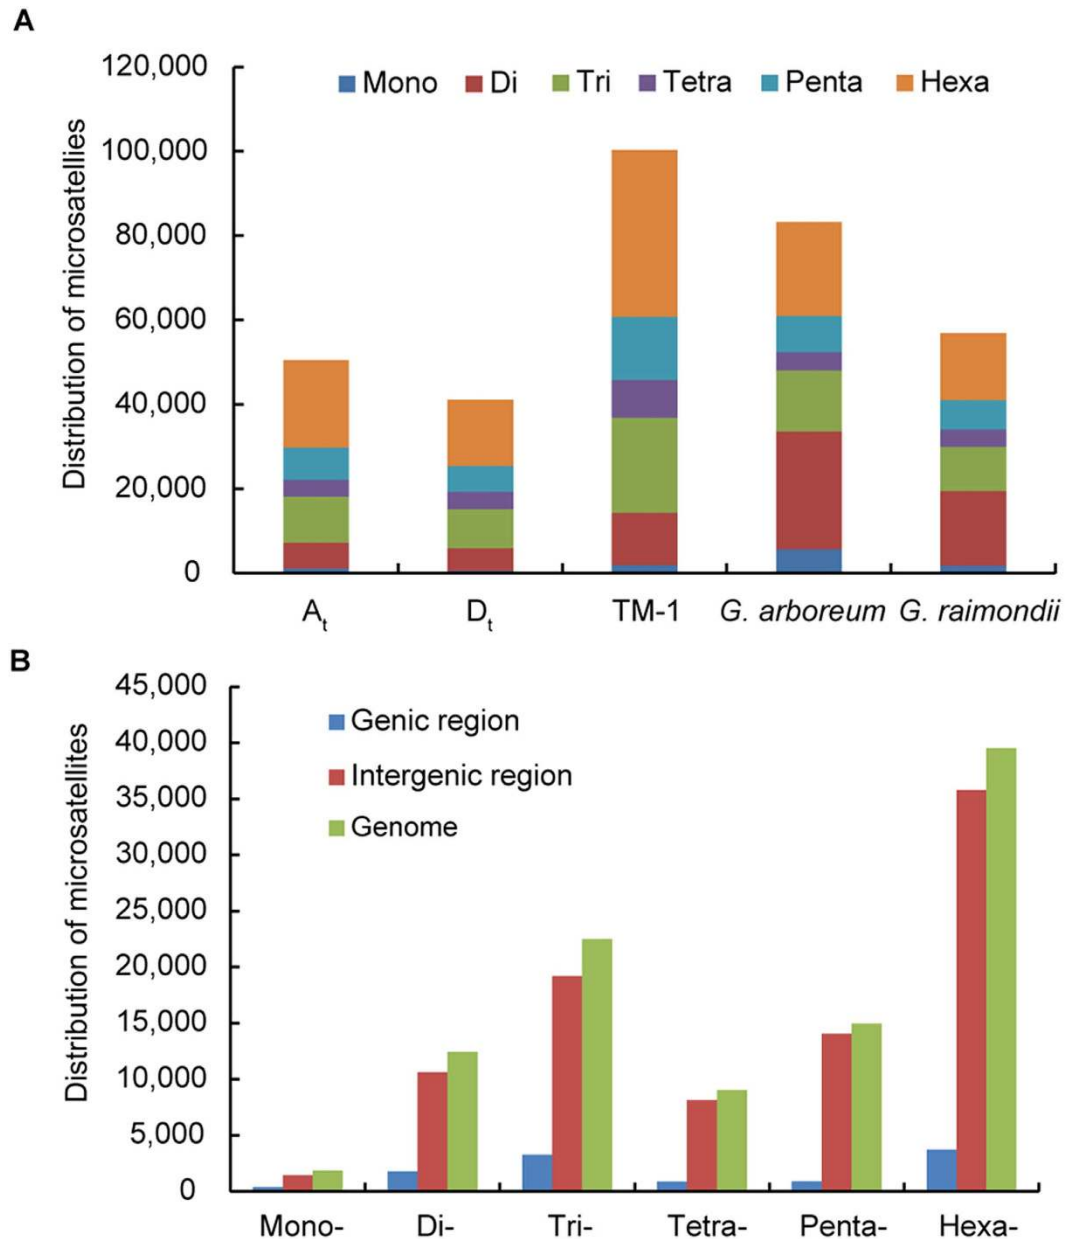 A
120,000
Mono Di Tri Tetra Penta Hexa
100,000
80,000
60,000
40,000
20,000
0
Distribution of microsatellies
At Dt TM-1 G. arboreum G. raimondii
B
45,000
Genic region
40,000
Intergenic region
35,000
Genome
30,000
25,000
20,000
15,000
10,000
5,000
0
Distribution of microsatellites
Mono- Di- Tri- Tetra- Penta- Hexa-